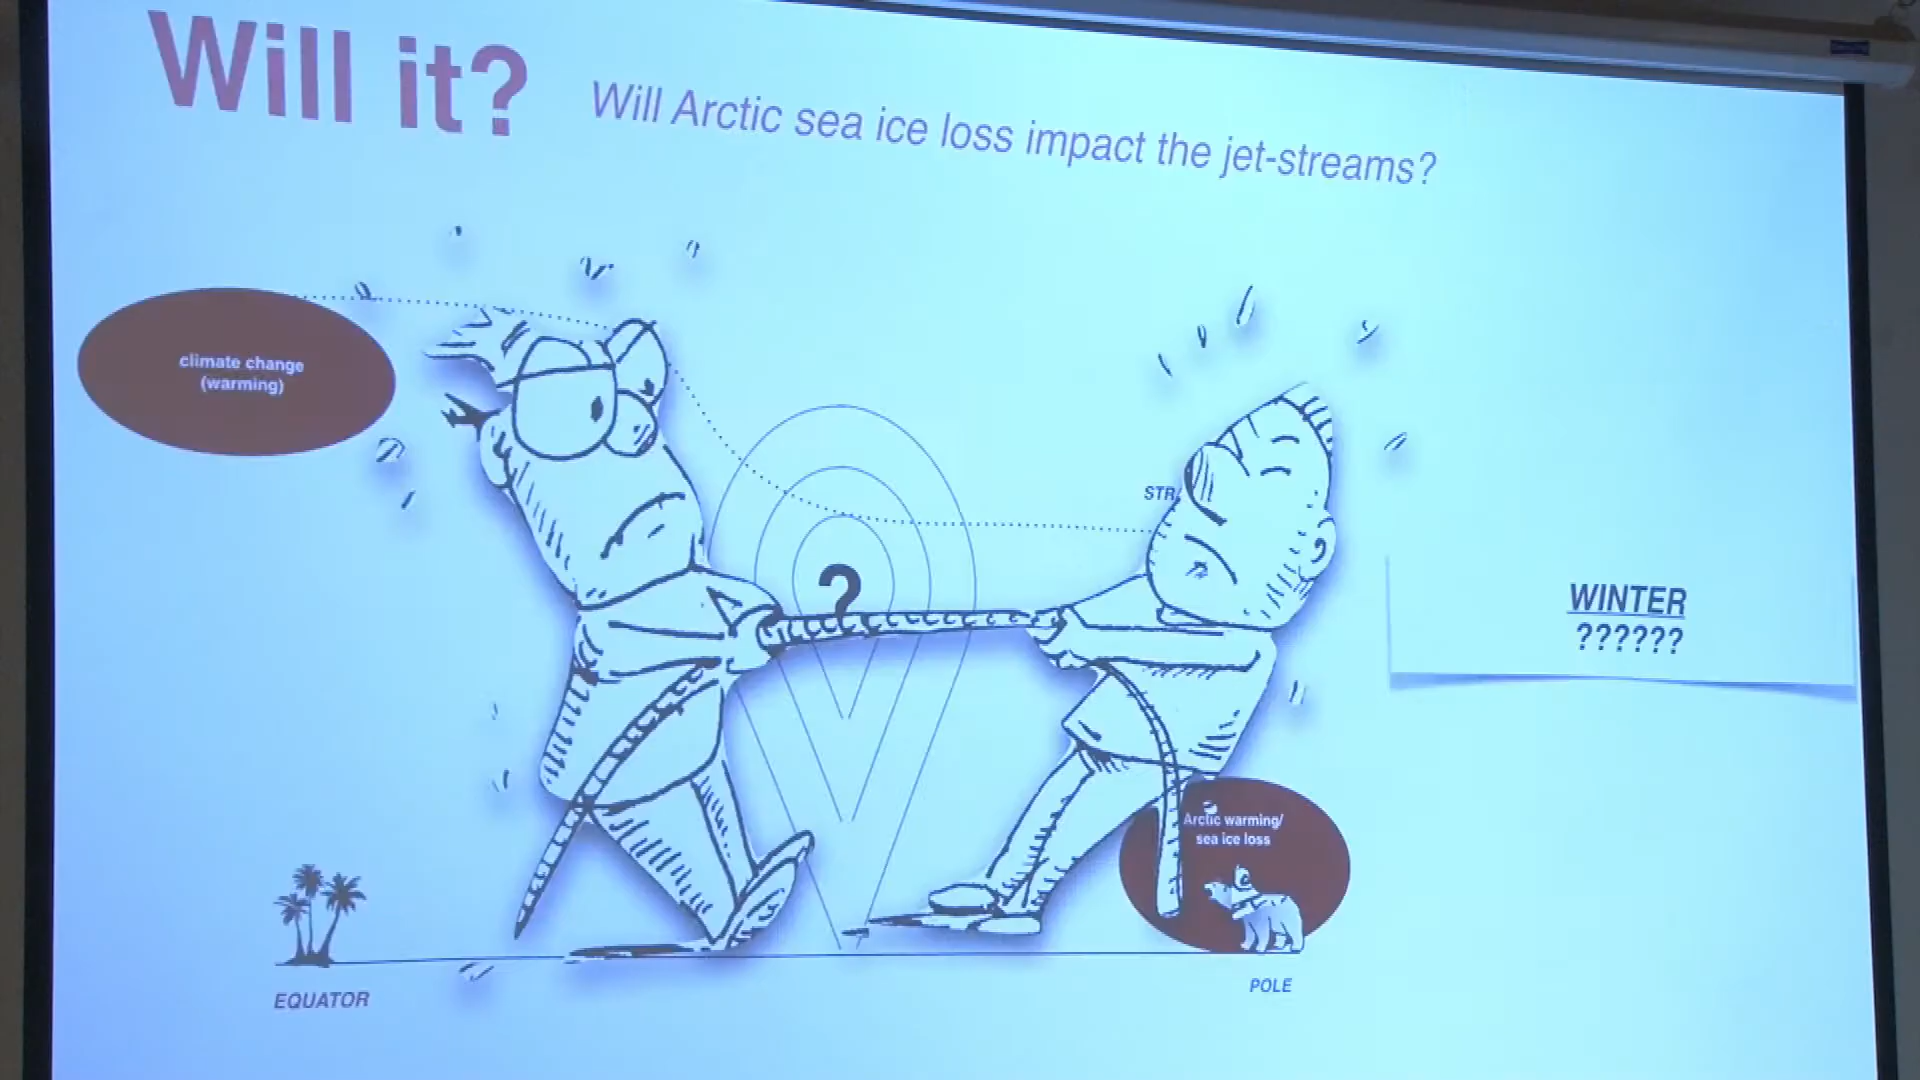 Will it?
Will Arctic sea ice loss impact the jet-streams?
climate change
(warming)
STR
?
WINTER
??????
Arctic warming/
sea ice loss
EQUATOR
POLE